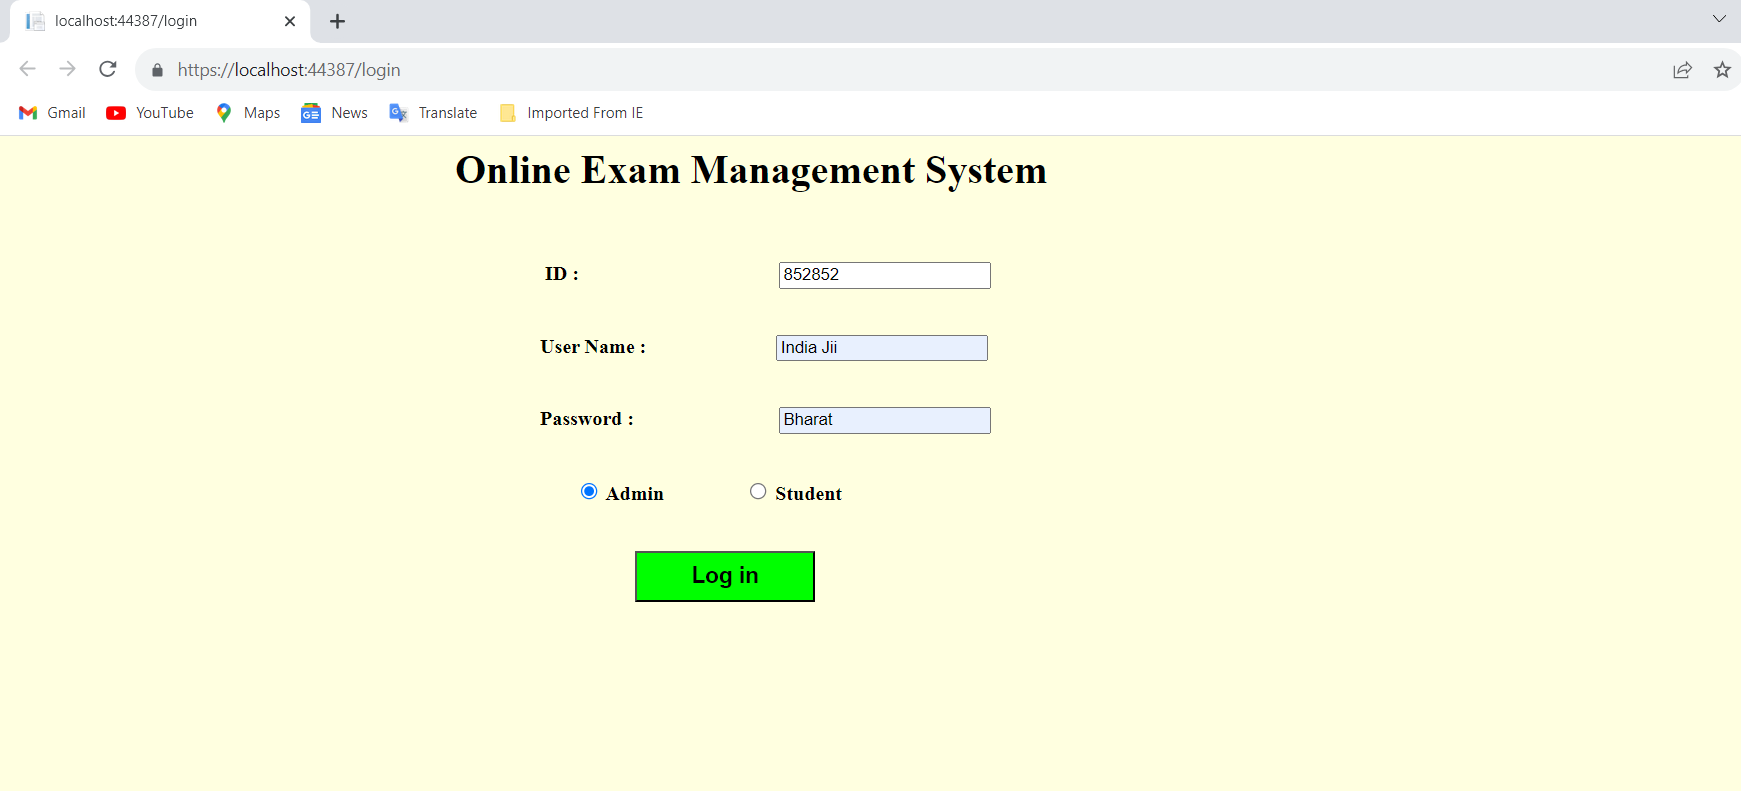 localhost:44387/login
https://localhost:44387/login
Gmail YouTube Maps News Translate Imported From IE
Online Exam Management System
ID : 852852
User Name : India Jii
Password : Bharat
Admin Student
Log in